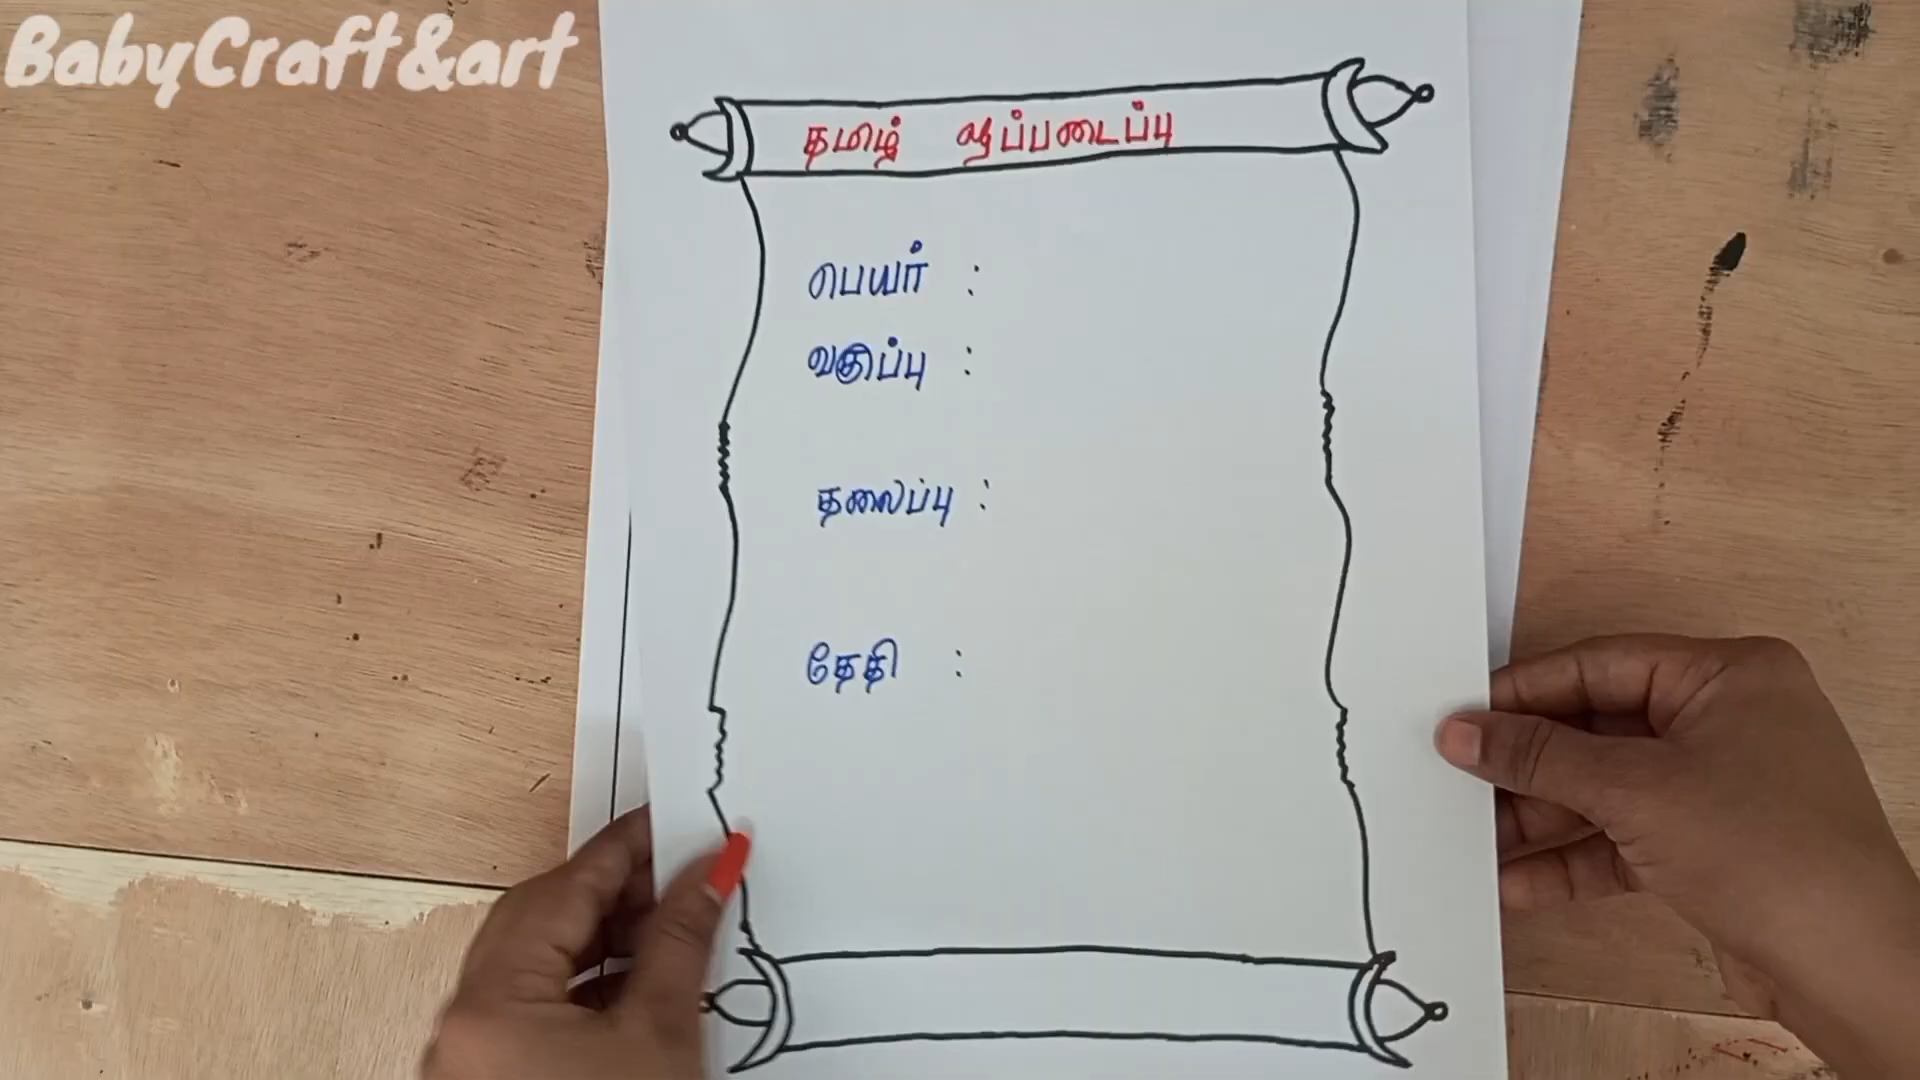 BabyCraft&art
தமிழ் ஒப்படைப்பு
பெயர் :
வகுப்பு :
தலைப்பு :
தேதி :